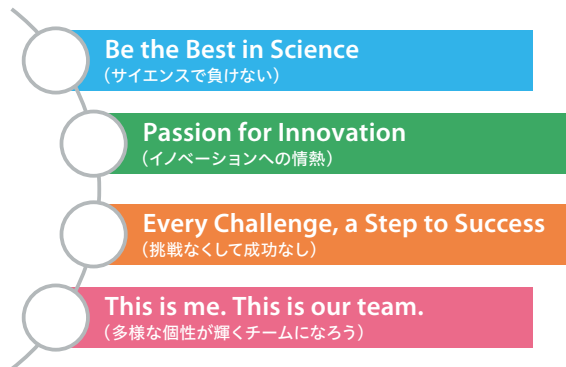 Be the Best in Science
（サイエンスで負けない）
Passion for Innovation
（イノベーションへの情熱）
Every Challenge, a Step to Success
（挑戦なくして成功なし）
This is me. This is our team.
（多様な個性が輝くチームになろう）